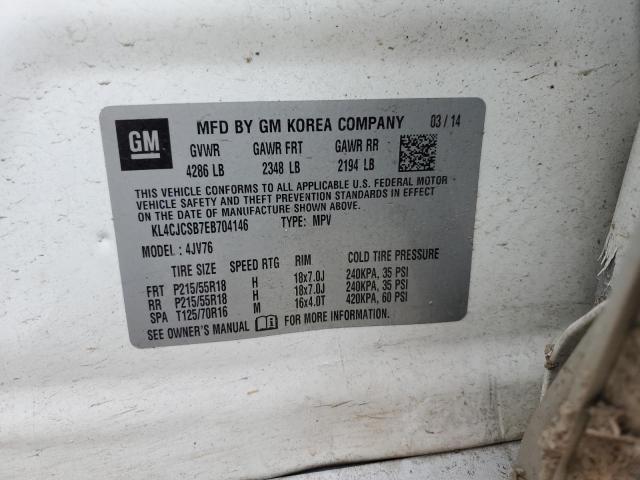 GM
MFD BY GM KOREA COMPANY 03 / 14
GVWR GAWR FRT GAWR RR
4286 LB 2348 LB 2194 LB
THIS VEHICLE CONFORMS TO ALL APPLICABLE U.S. FEDERAL MOTOR
VEHICLE SAFETY AND THEFT PREVENTION STANDARDS IN EFFECT
ON THE DATE OF MANUFACTURE SHOWN ABOVE.
KL4CJCSB7EB704146 TYPE: MPV
MODEL : 4JV76
TIRE SIZE SPEED RTG RIM COLD TIRE PRESSURE
FRT P215/55R18 H 18x7.0J 240KPA, 35 PSI
RR P215/55R18 H 18x7.0J 240KPA, 35 PSI
SPA T125/70R16 M 16x4.0T 420KPA, 60 PSI
SEE OWNER'S MANUAL FOR MORE INFORMATION.